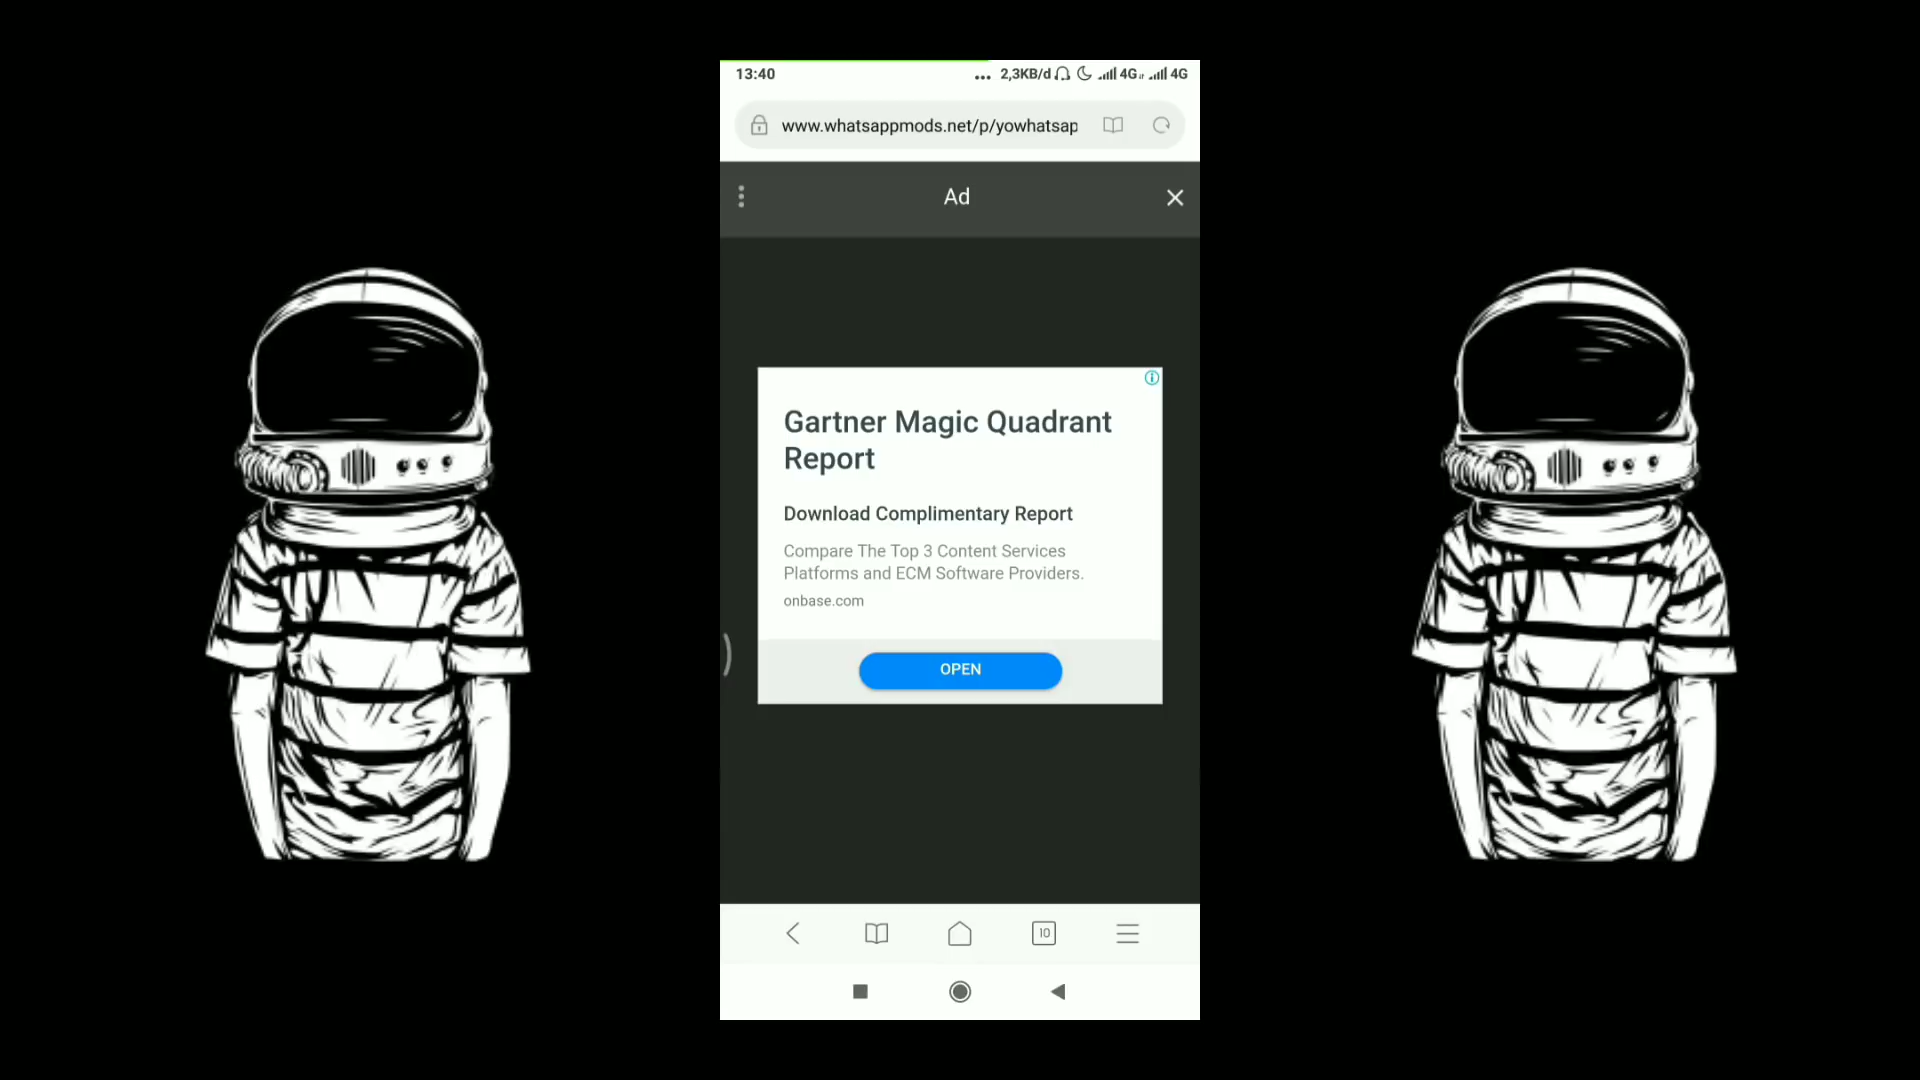 13:40
... 2,3KB/d 4G 4G
www.whatsappmods.net/p/yowhatsap
Ad
Gartner Magic Quadrant
Report
Download Complimentary Report
Compare The Top 3 Content Services
Platforms and ECM Software Providers.
onbase.com
OPEN
10